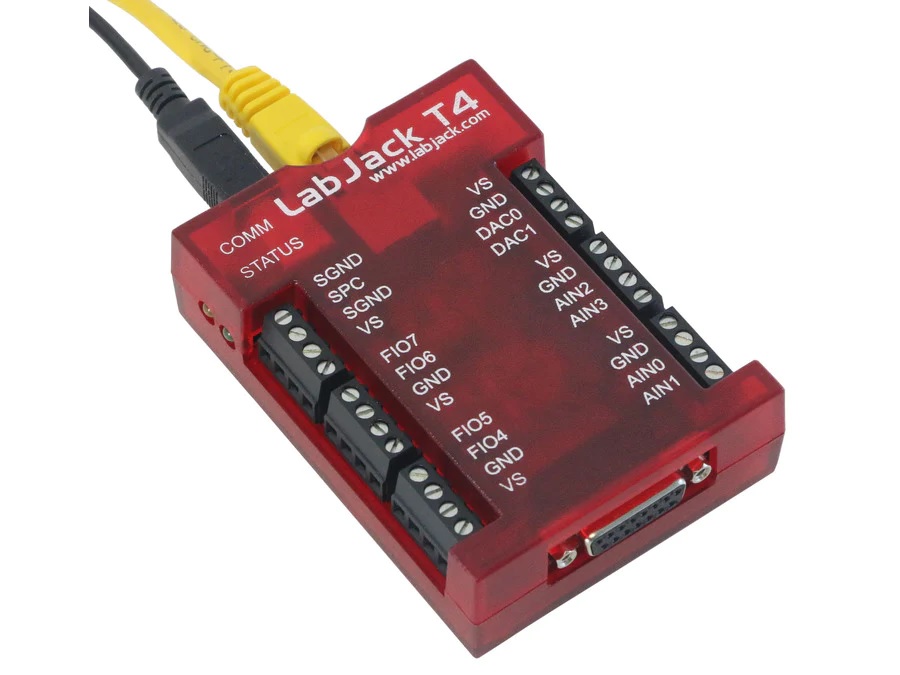 LabJack T4
www.labjack.com
COMM
STATUS
SGND
SPC
SGND
VS
FIO7
FIO6
GND
VS
FIO5
FIO4
GND
VS
VS
GND
DAC0
DAC1
VS
GND
AIN2
AIN3
VS
GND
AIN0
AIN1